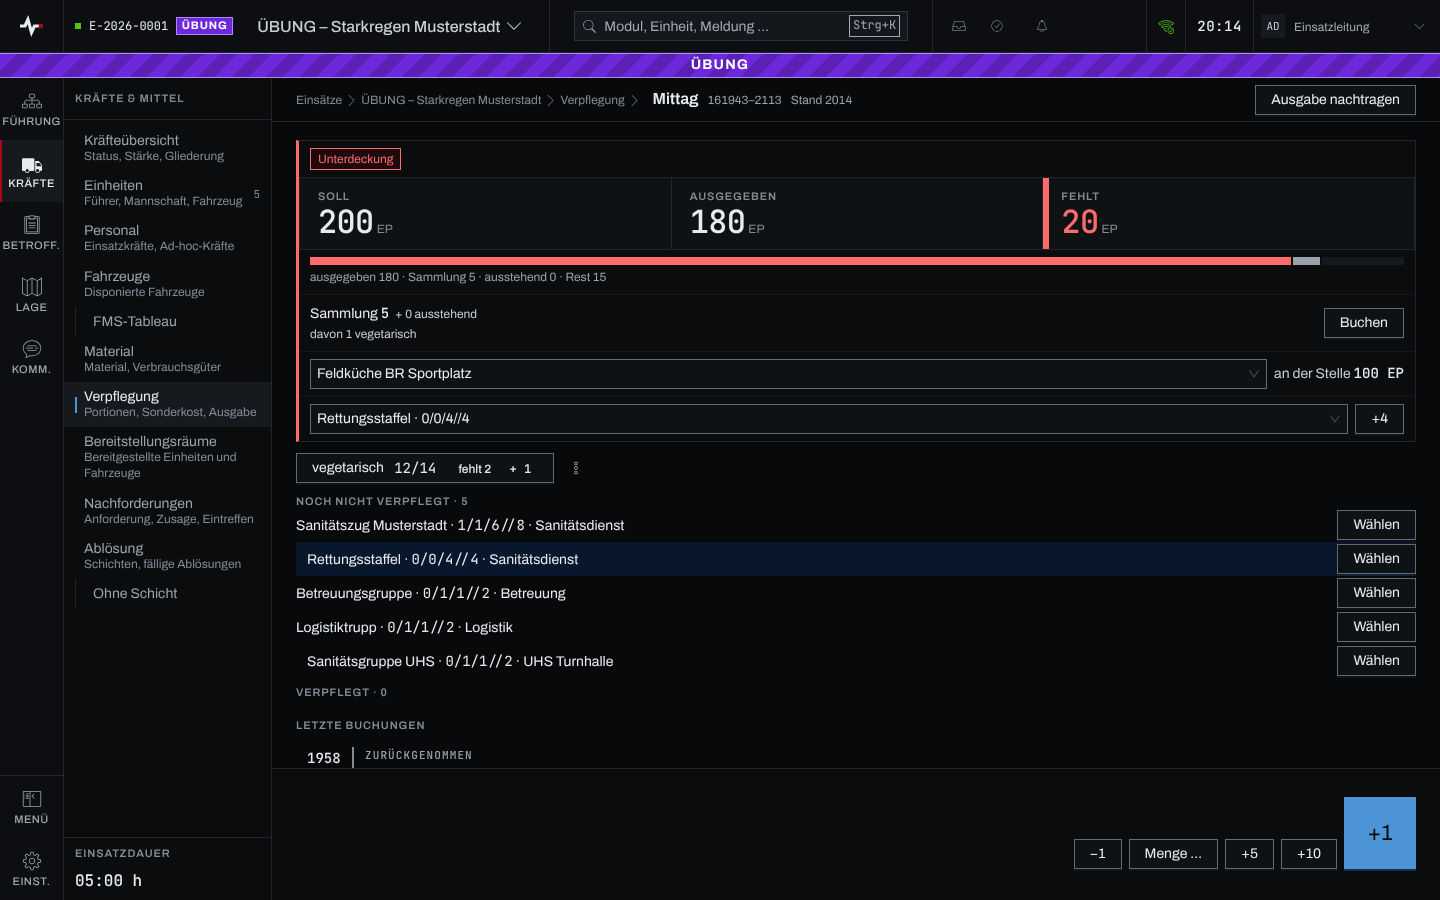 E-2026-0001 ÜBUNG ÜBUNG – Starkregen Musterstadt Modul, Einheit, Meldung ... Strg+K 20:14 AD Einsatzleitung
ÜBUNG
FÜHRUNG
KRÄFTE
BETROFF.
LAGE
KOMM.
MENÜ
EINST.
KRÄFTE & MITTEL
Kräfteübersicht
Status, Stärke, Gliederung
Einheiten
Führer, Mannschaft, Fahrzeug 5
Personal
Einsatzkräfte, Ad-hoc-Kräfte
Fahrzeuge
Disponierte Fahrzeuge
FMS-Tableau
Material
Material, Verbrauchsgüter
Verpflegung
Portionen, Sonderkost, Ausgabe
Bereitstellungsräume
Bereitgestellte Einheiten und
Fahrzeuge
Nachforderungen
Anforderung, Zusage, Eintreffen
Ablösung
Schichten, fällige Ablösungen
Ohne Schicht
EINSATZDAUER
05:00 h
Einsätze ÜBUNG – Starkregen Musterstadt Verpflegung Mittag 161943–2113 Stand 2014 Ausgabe nachtragen
Unterdeckung
SOLL AUSGEGEBEN FEHLT
200 EP 180 EP 20 EP
ausgegeben 180 · Sammlung 5 · ausstehend 0 · Rest 15
Sammlung 5 + 0 ausstehend
davon 1 vegetarisch
Buchen
Feldküche BR Sportplatz an der Stelle 100 EP
Rettungsstaffel · 0/0/4//4 +4
vegetarisch 12/14 fehlt 2 + 1
NOCH NICHT VERPFLEGT · 5
Sanitätszug Musterstadt · 1/1/6//8 · Sanitätsdienst Wählen
Rettungsstaffel · 0/0/4//4 · Sanitätsdienst Wählen
Betreuungsgruppe · 0/1/1//2 · Betreuung Wählen
Logistiktrupp · 0/1/1//2 · Logistik Wählen
Sanitätsgruppe UHS · 0/1/1//2 · UHS Turnhalle Wählen
VERPFLEGT · 0
LETZTE BUCHUNGEN
1958 ZURÜCKGENOMMEN
−1 Menge ... +5 +10 +1